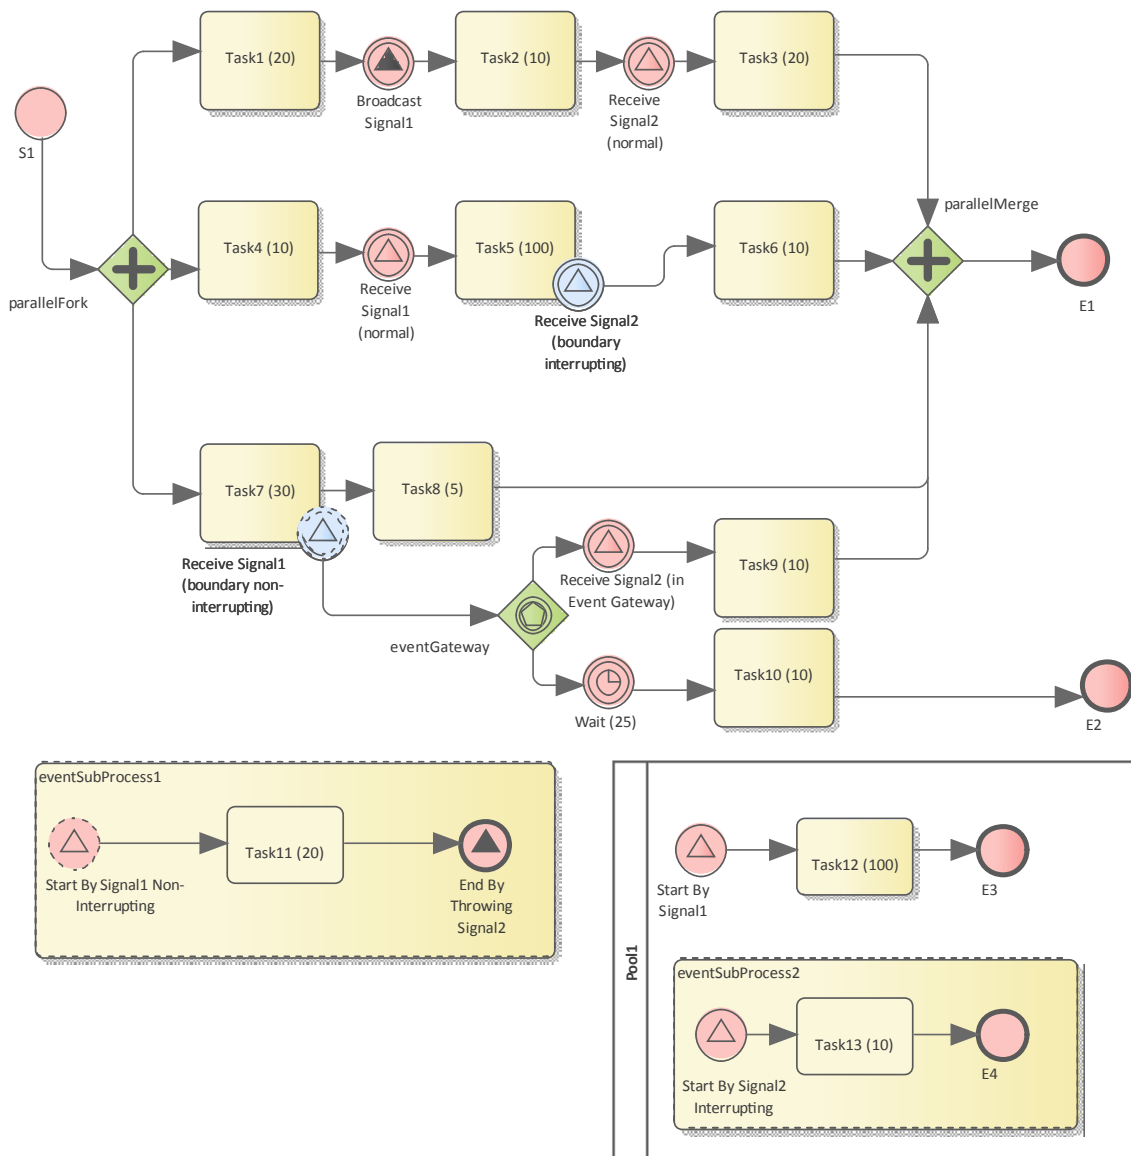 Task1 (20)
Broadcast
Signal1
Task2 (10)
Receive
Signal2
(normal)
Task3 (20)
S1
parallelFork
Task4 (10)
Receive
Signal1
(normal)
Task5 (100)
Receive Signal2
(boundary
interrupting)
Task6 (10)
parallelMerge
E1
Task7 (30)
Receive Signal1
(boundary non-
interrupting)
Task8 (5)
eventGateway
Receive Signal2 (in
Event Gateway)
Task9 (10)
Wait (25)
Task10 (10)
E2
eventSubProcess1
Start By Signal1 Non-
Interrupting
Task11 (20)
End By
Throwing
Signal2
Pool1
Start By
Signal1
Task12 (100)
E3
eventSubProcess2
Start By Signal2
Interrupting
Task13 (10)
E4